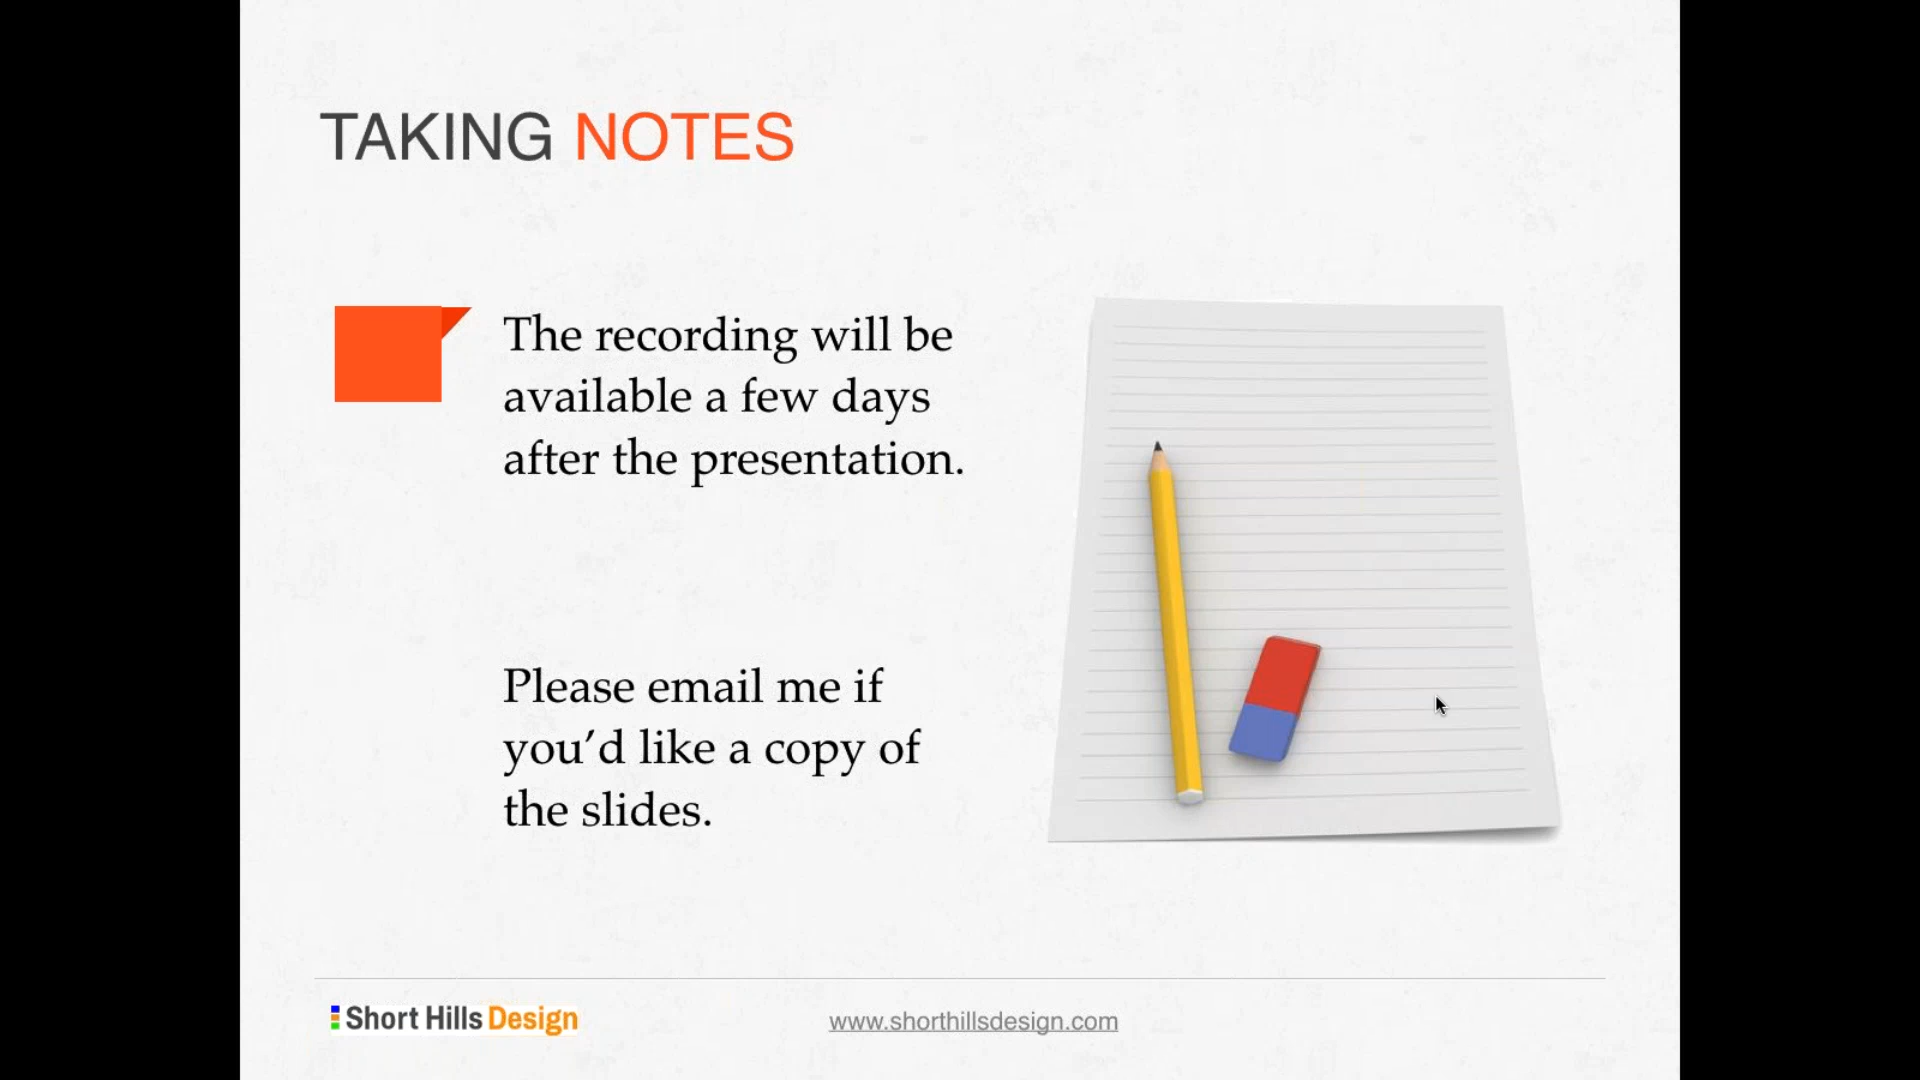 TAKING NOTES
The recording will be
available a few days
after the presentation.
Please email me if
you’d like a copy of
the slides.
Short Hills Design
www.shorthillsdesign.com